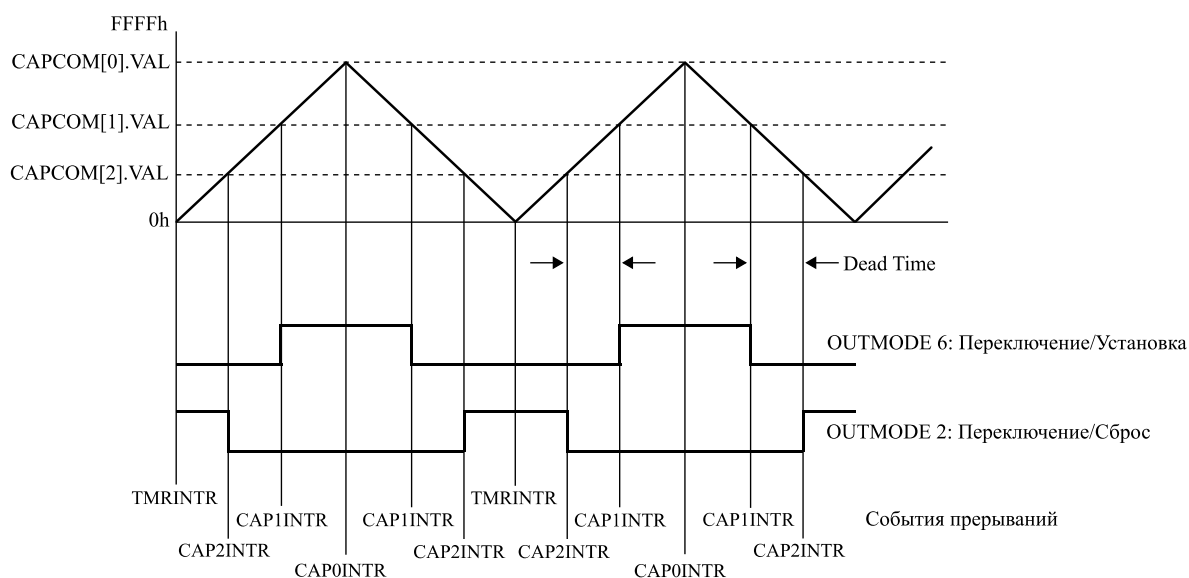 FFFFh
CAPCOM[0].VAL
CAPCOM[1].VAL
CAPCOM[2].VAL
0h
Dead Time
OUTMODE 6: Переключение/Установка
OUTMODE 2: Переключение/Сброс
TMRINTR TMRINTR
CAP1INTR CAP1INTR CAP1INTR CAP1INTR События прерываний
CAP2INTR CAP2INTR CAP2INTR CAP2INTR
CAP0INTR CAP0INTR